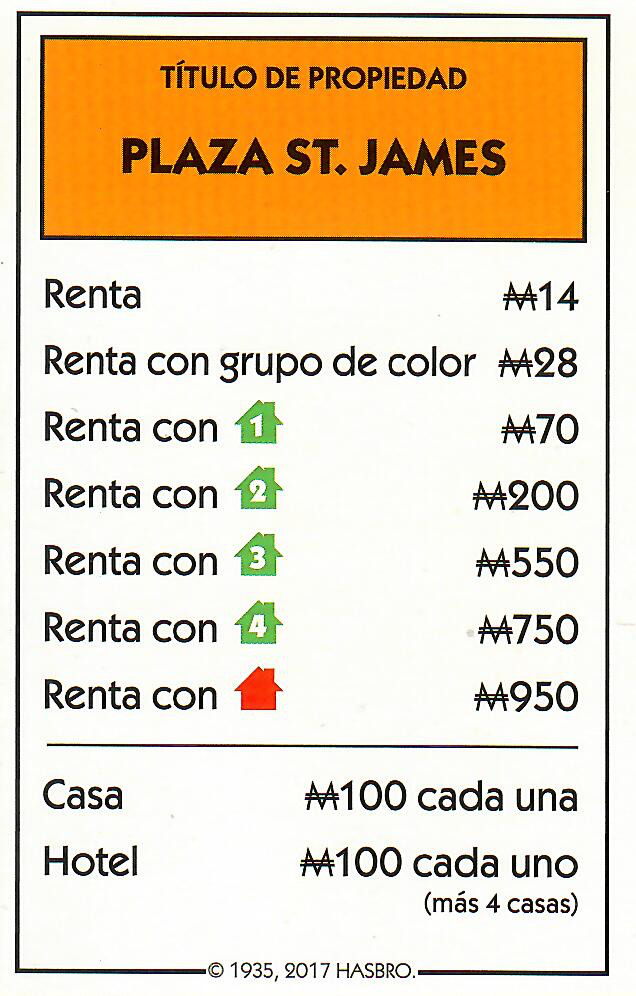 TÍTULO DE PROPIEDAD
PLAZA ST. JAMES
Renta ₩14
Renta con grupo de color ₩28
Renta con 1 ₩70
Renta con 2 ₩200
Renta con 3 ₩550
Renta con 4 ₩750
Renta con ₩950
Casa ₩100 cada una
Hotel ₩100 cada uno
(más 4 casas)
© 1935, 2017 HASBRO.